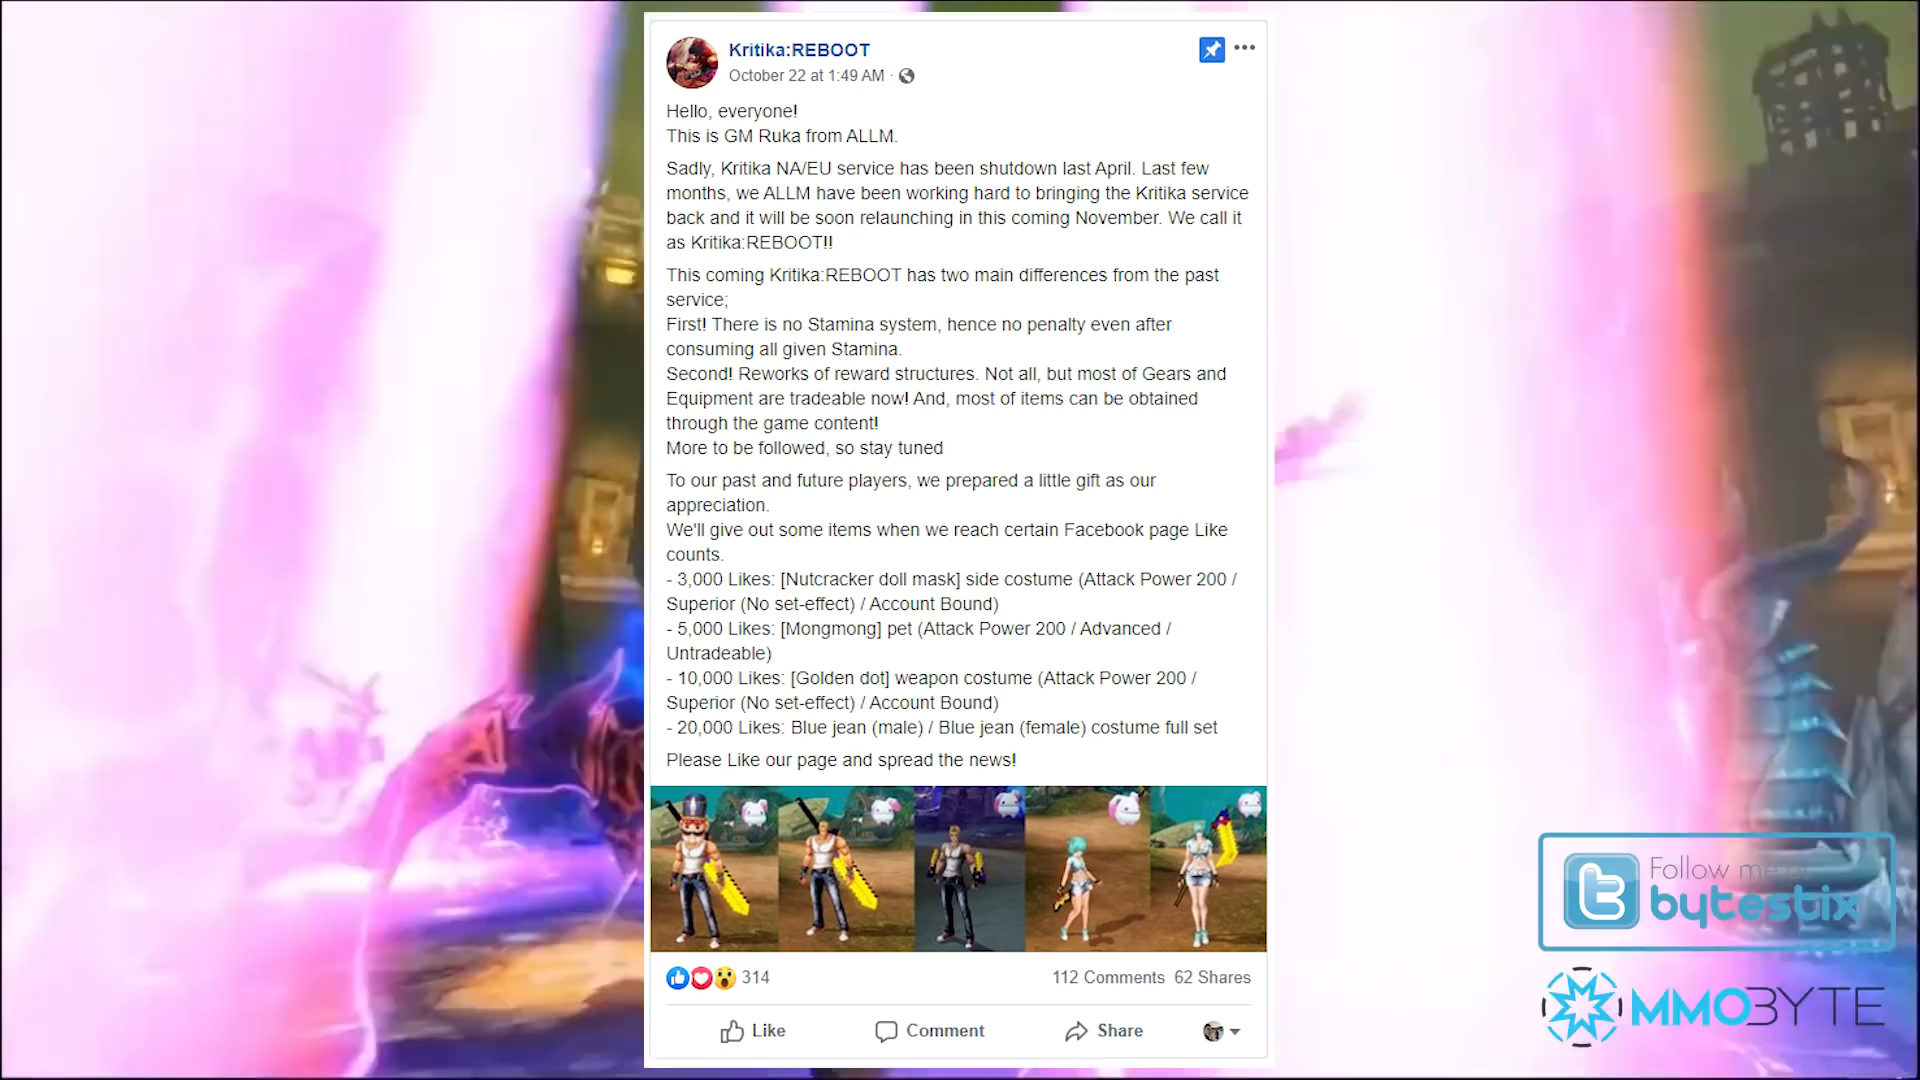 Kritika:REBOOT
October 22 at 1:49 AM ·
Hello, everyone!
This is GM Ruka from ALLM.
Sadly, Kritika NA/EU service has been shutdown last April. Last few
months, we ALLM have been working hard to bringing the Kritika service
back and it will be soon relaunching in this coming November. We call it
as Kritika:REBOOT!!
This coming Kritika:REBOOT has two main differences from the past
service;
First! There is no Stamina system, hence no penalty even after
consuming all given Stamina.
Second! Reworks of reward structures. Not all, but most of Gears and
Equipment are tradeable now! And, most of items can be obtained
through the game content!
More to be followed, so stay tuned
To our past and future players, we prepared a little gift as our
appreciation.
We'll give out some items when we reach certain Facebook page Like
counts.
- 3,000 Likes: [Nutcracker doll mask] side costume (Attack Power 200 /
Superior (No set-effect) / Account Bound)
- 5,000 Likes: [Mongmong] pet (Attack Power 200 / Advanced /
Untradeable)
- 10,000 Likes: [Golden dot] weapon costume (Attack Power 200 /
Superior (No set-effect) / Account Bound)
- 20,000 Likes: Blue jean (male) / Blue jean (female) costume full set
Please Like our page and spread the news!
314
112 Comments 62 Shares
Like
Comment
Share
Follow me
bytestix
MMOBYTE